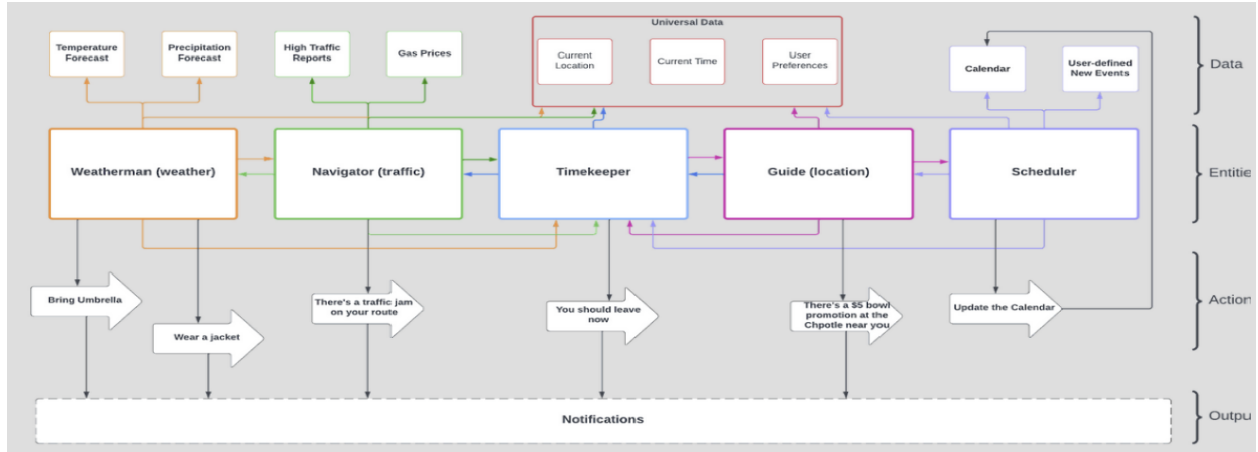 Universal Data
Temperature
Forecast
Precipitation
Forecast
High Traffic
Reports
Gas Prices
Current
Location
Current Time
User
Preferences
Calendar
User-defined
New Events
Data
Weatherman (weather)
Navigator (traffic)
Timekeeper
Guide (location)
Scheduler
Entitie
Bring Umbrella
Wear a jacket
There's a traffic jam
on your route
You should leave
now
There's a $5 bowl
promotion at the
Chpotle near you
Update the Calendar
Action
Notifications
Outpu